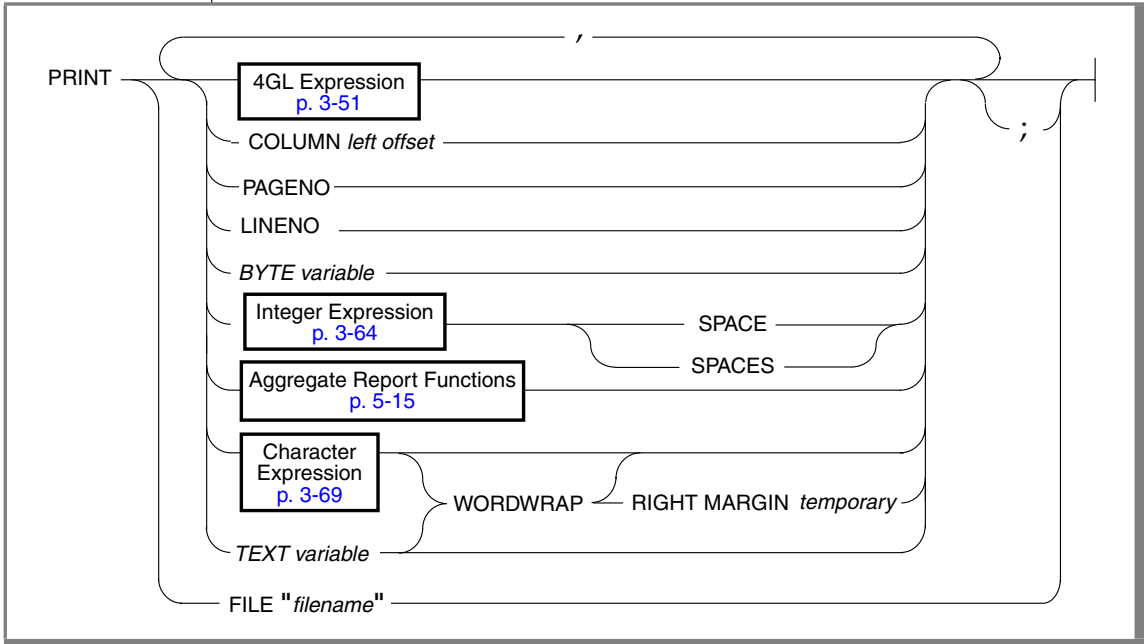 ,
PRINT
4GL Expression
p. 3-51
;
COLUMN left offset
PAGENO
LINENO
BYTE variable
Integer Expression
p. 3-64
SPACE
SPACES
Aggregate Report Functions
p. 5-15
Character
Expression
p. 3-69
WORDWRAP
RIGHT MARGIN temporary
TEXT variable
FILE "filename"